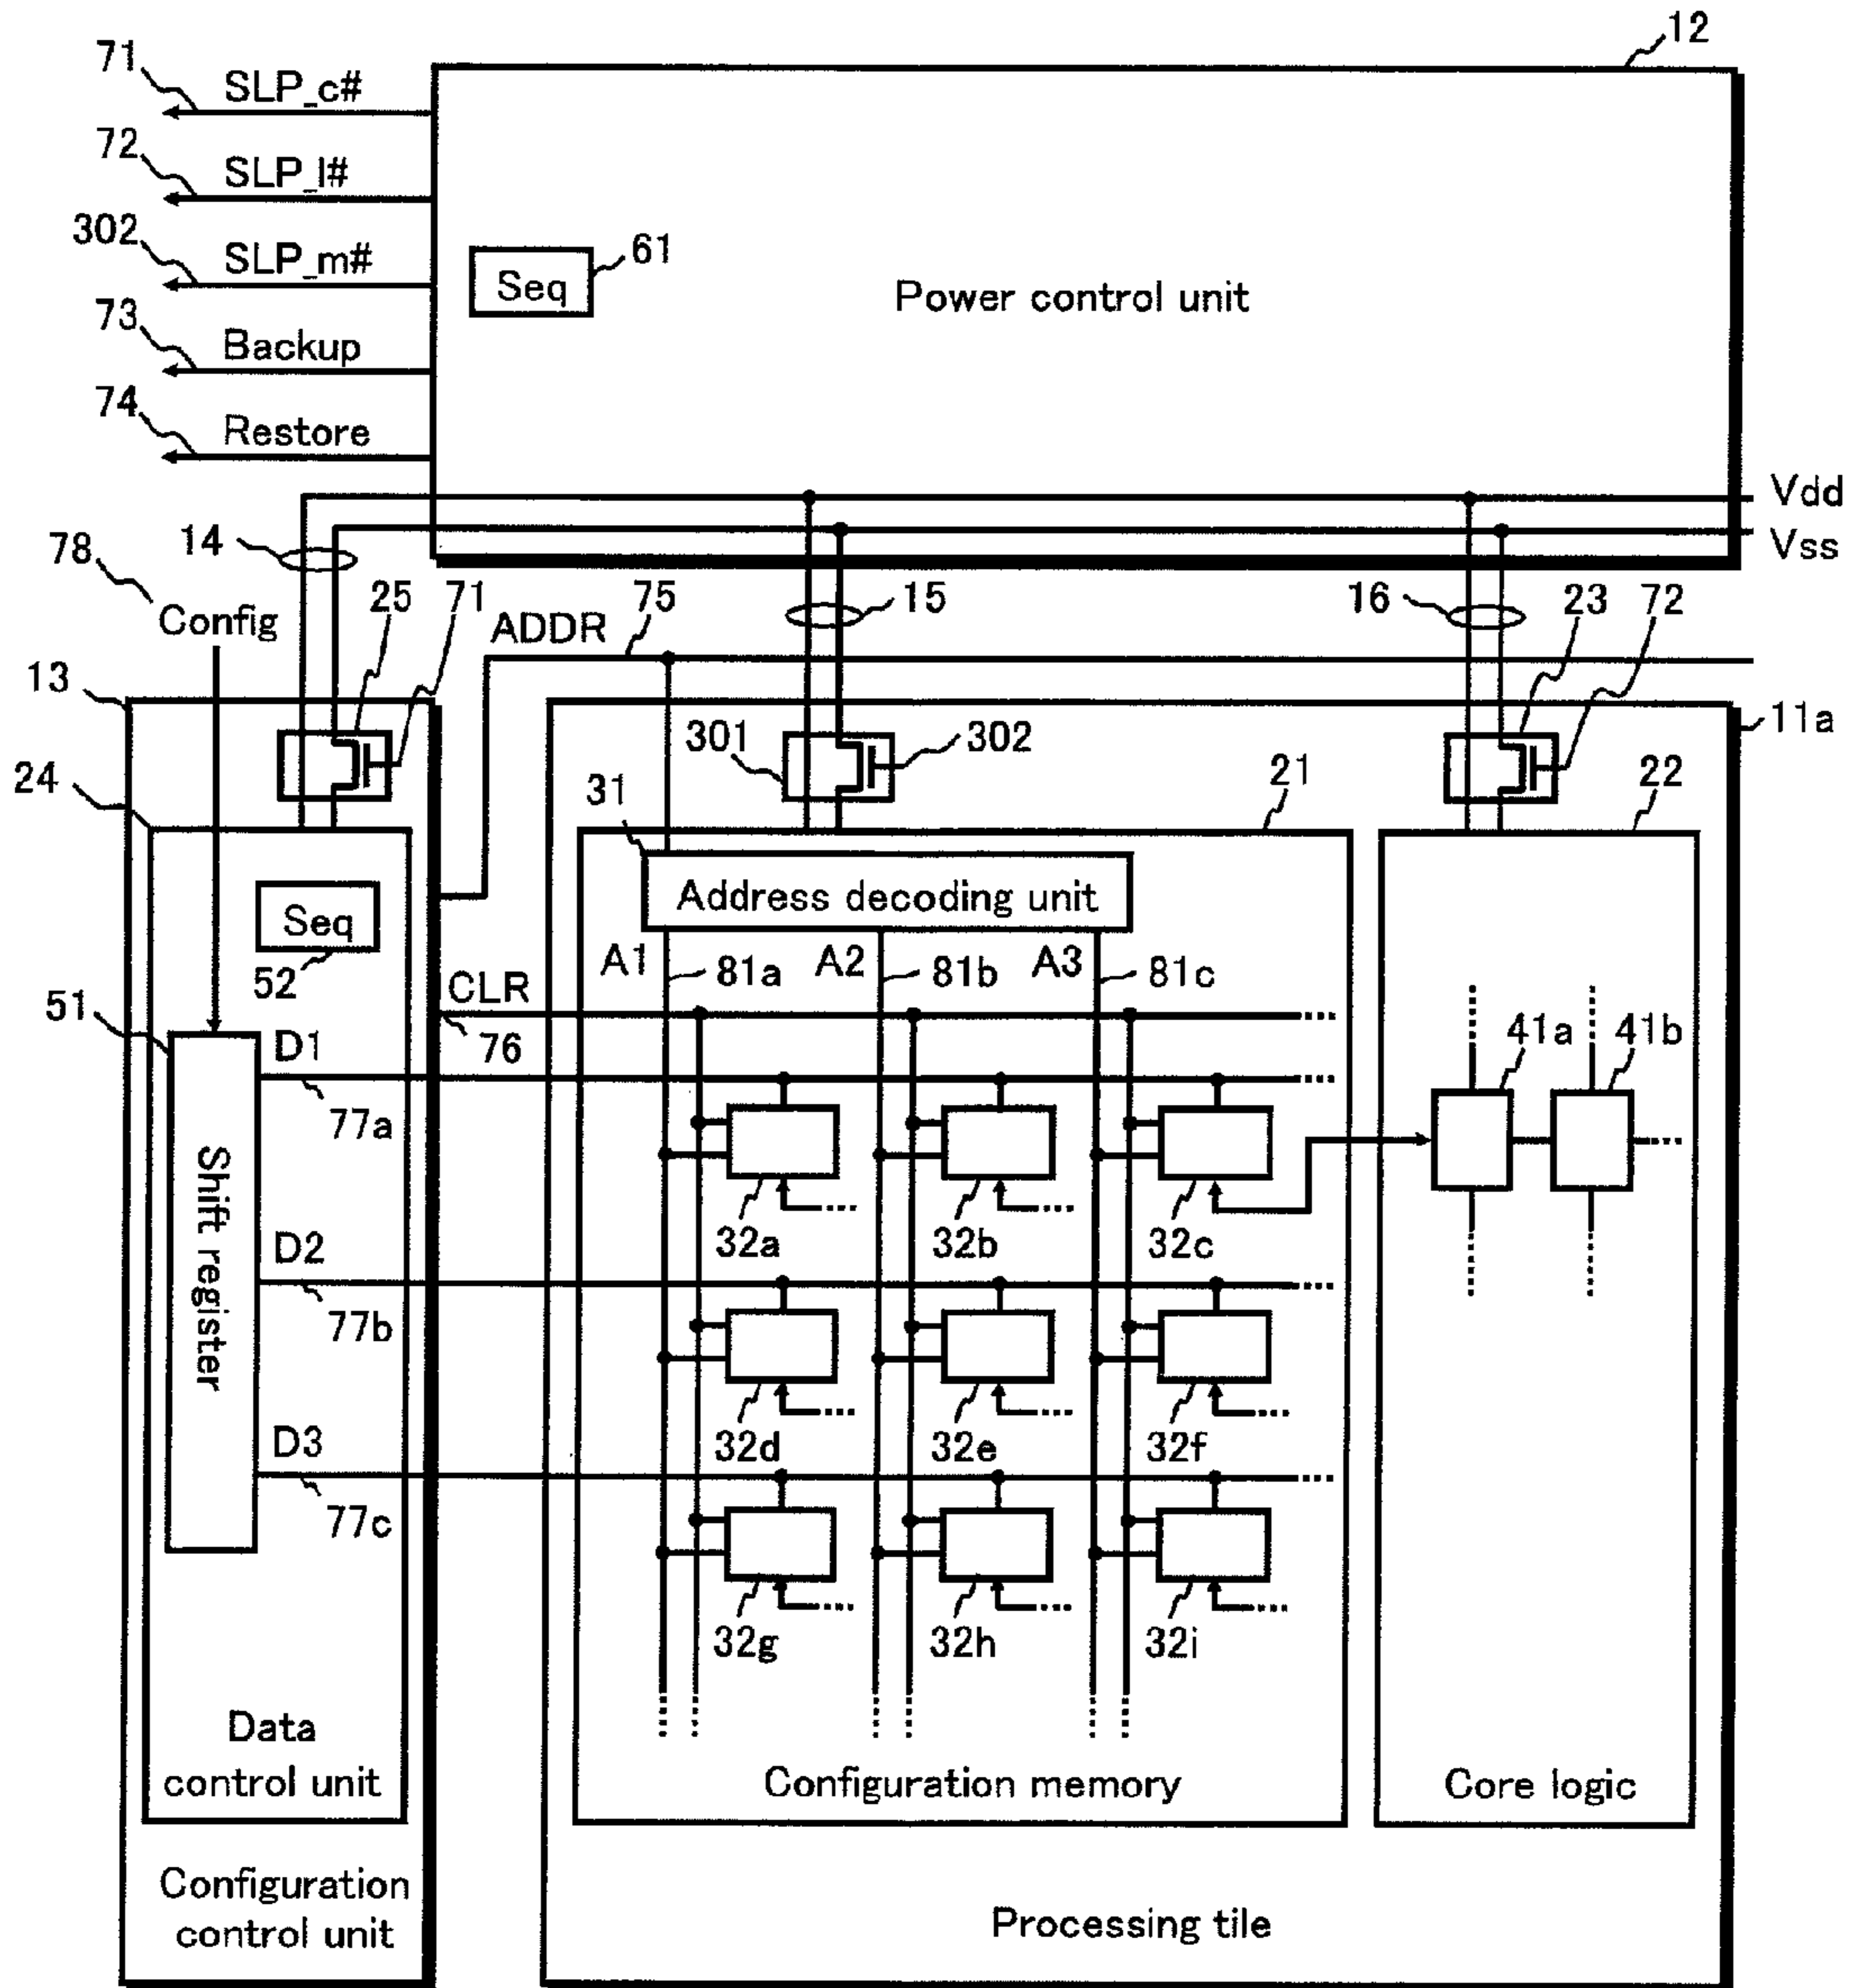 12
71
SLP_c#
72
SLP_l#
302
SLP_m#
61
Seq
Power control unit
73
Backup
74
Restore
Vdd
Vss
14
78
Config
25
71
75
ADDR
15
16
23
72
13
11a
301
302
24
31
21
22
Address decoding unit
Seq
52
A1
81a
A2
81b
A3
81c
CLR
76
51
D1
77a
41a
41b
Shift register
32a
32b
32c
D2
77b
32d
32e
32f
D3
77c
32g
32h
32i
Data
control unit
Configuration memory
Core logic
Configuration
control unit
Processing tile